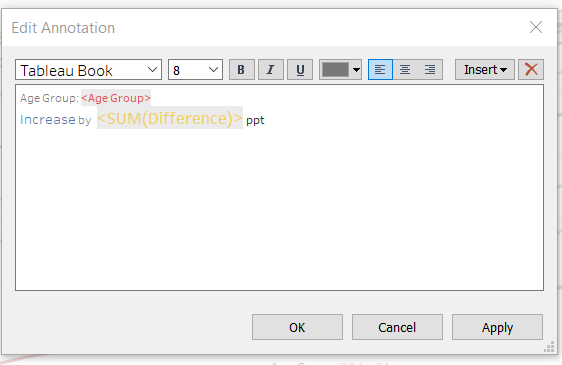 Edit Annotation
Tableau Book 8 B I U Insert
Age Group: <Age Group>
Increase by <SUM(Difference)> ppt
OK Cancel Apply